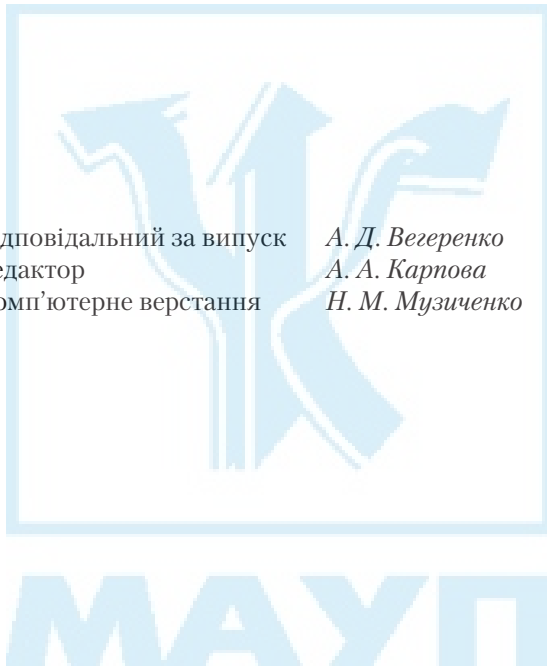 дповідальний за випуск А. Д. Вегеренко
едактор А. А. Карпова
омп’ютерне верстання Н. М. Музиченко
МАУП